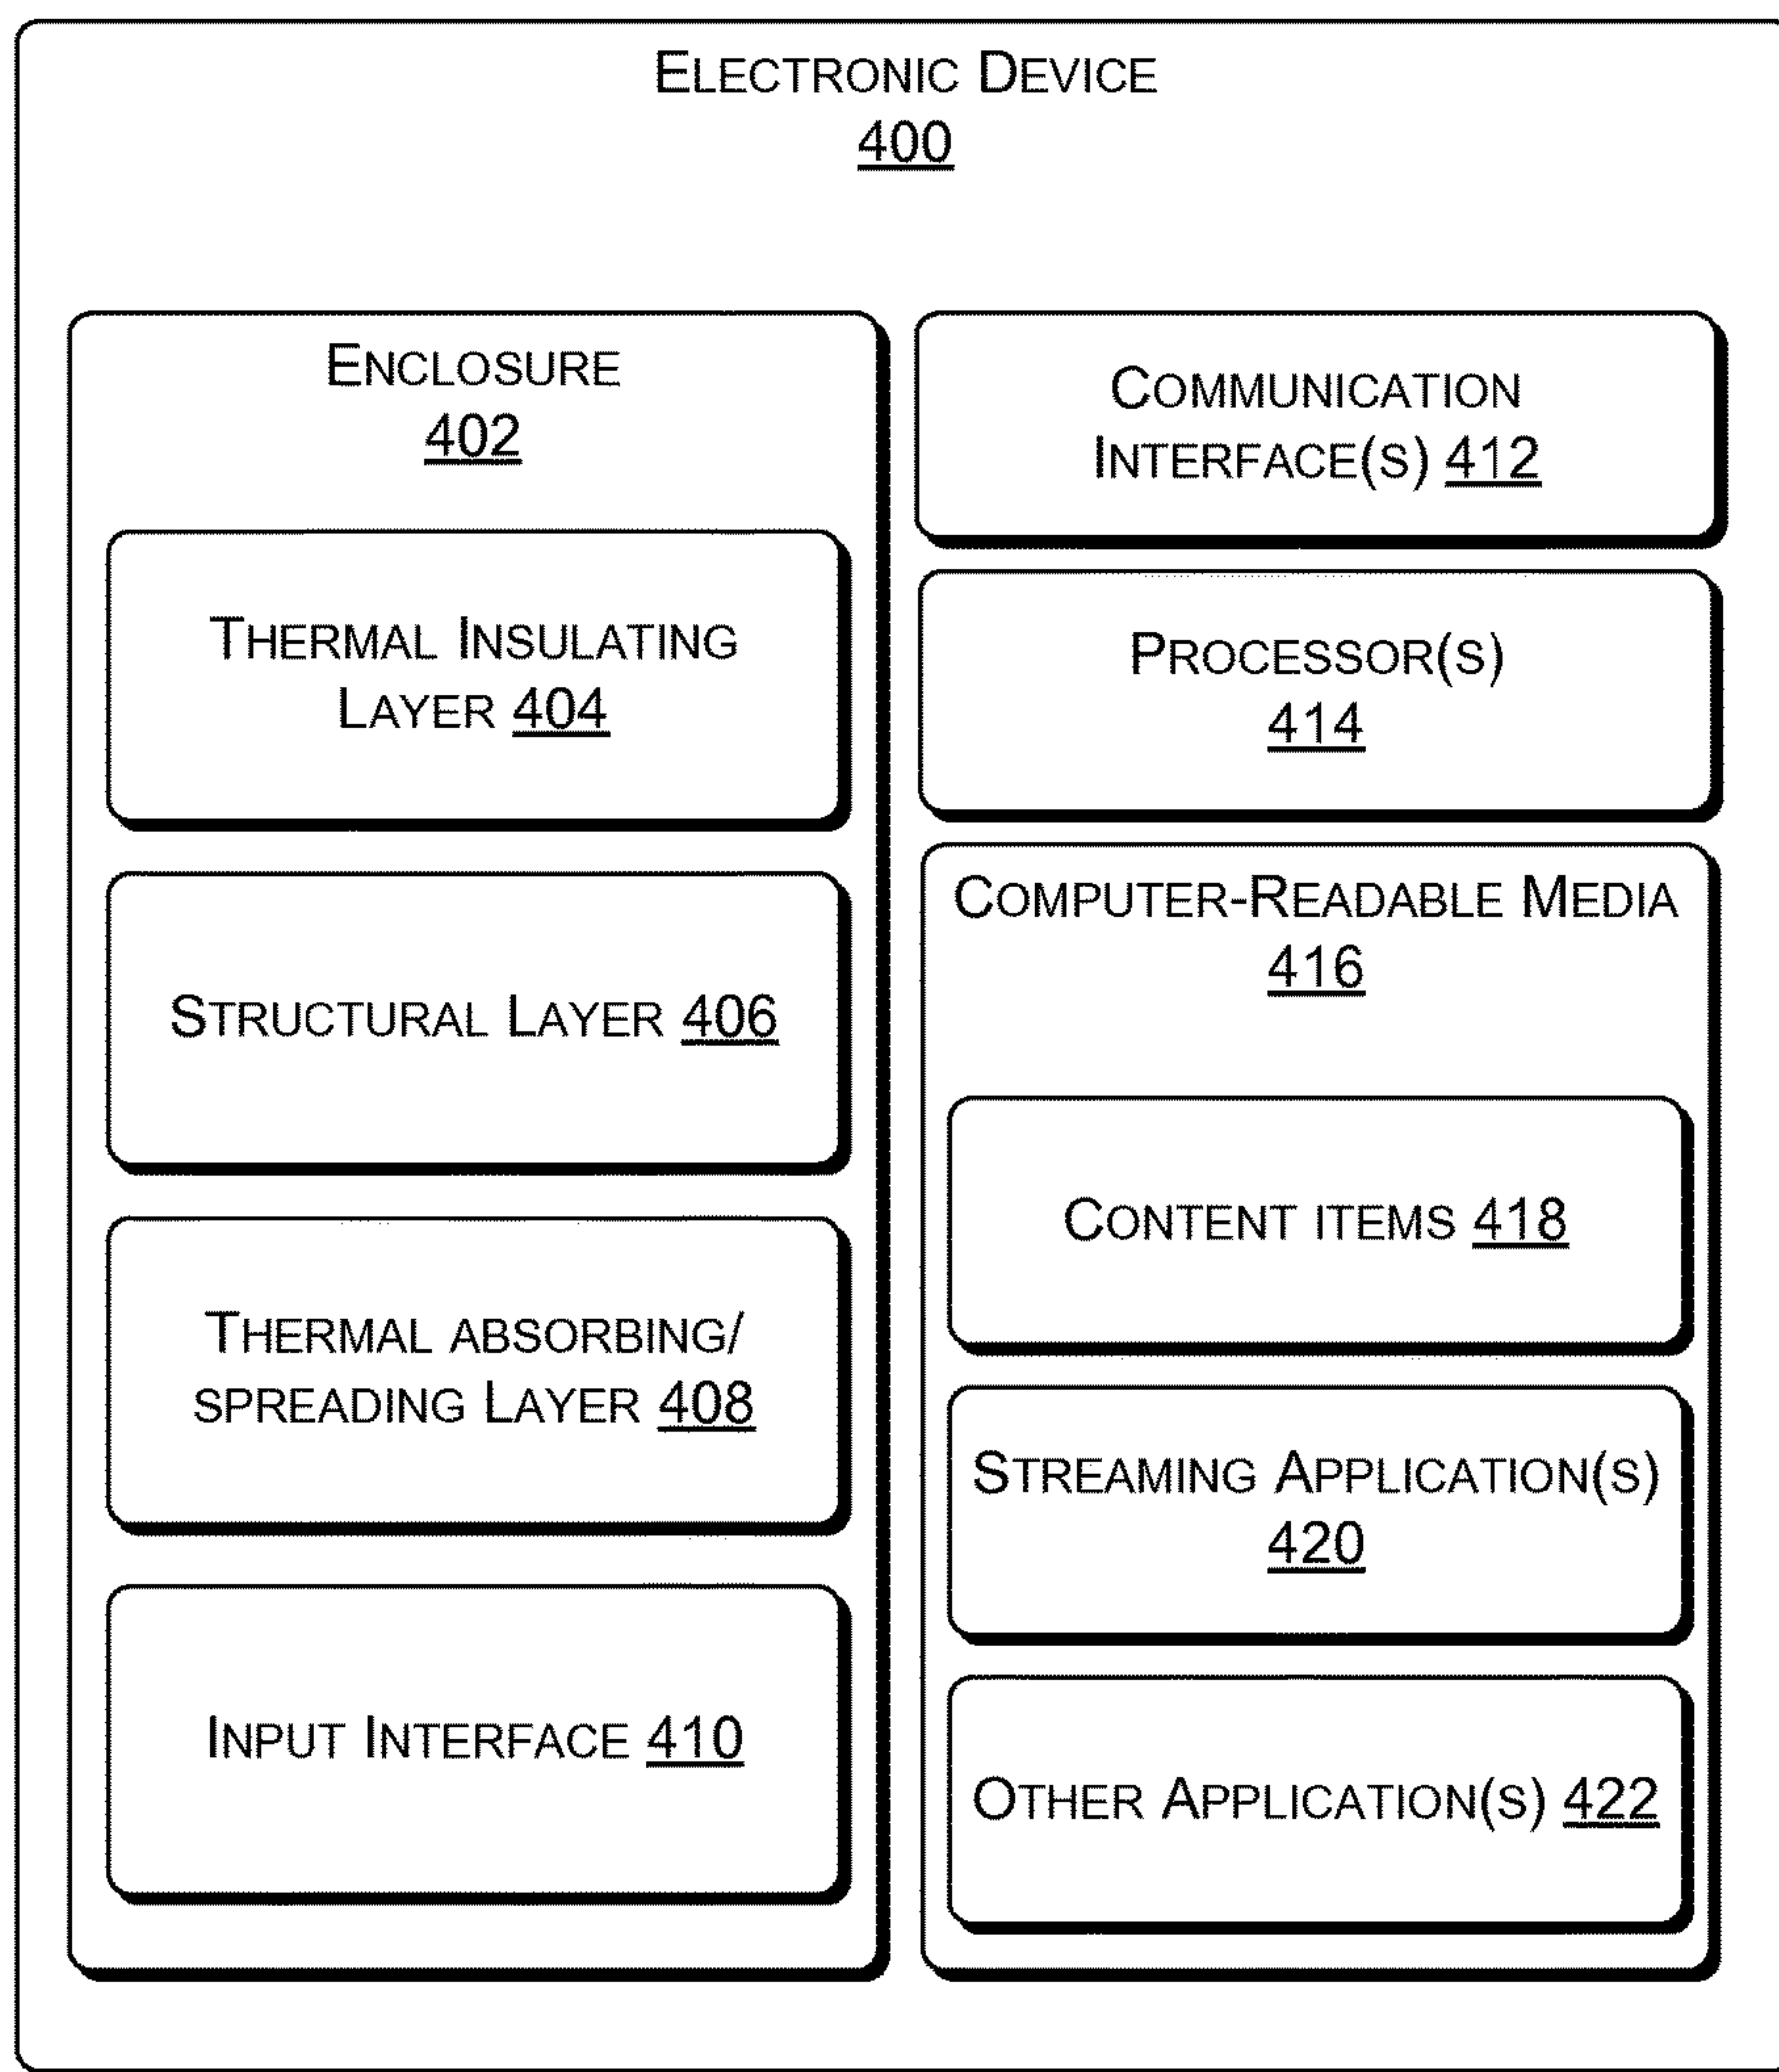 ELECTRONIC DEVICE
400
ENCLOSURE
402
THERMAL INSULATING
LAYER 404
STRUCTURAL LAYER 406
THERMAL ABSORBING/
SPREADING LAYER 408
INPUT INTERFACE 410
COMMUNICATION
INTERFACE(S) 412
PROCESSOR(S)
414
COMPUTER-READABLE MEDIA
416
CONTENT ITEMS 418
STREAMING APPLICATION(S)
420
OTHER APPLICATION(S) 422